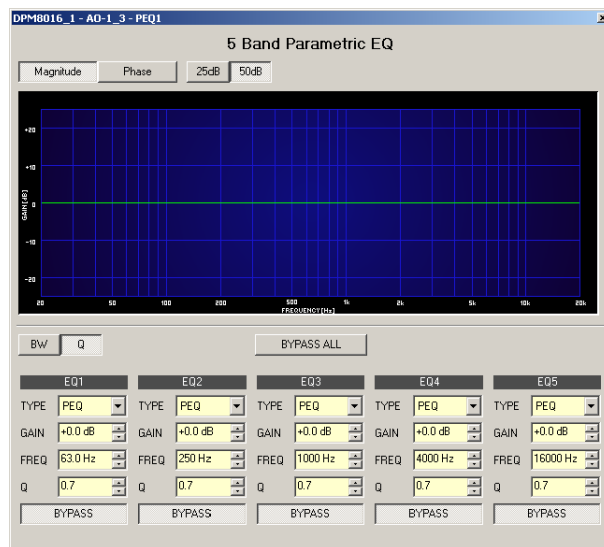 DPM8016_1 - AO-1_3 - PEQ1
5 Band Parametric EQ
Magnitude Phase 25dB 50dB
+20
+10
0
-10
-20
GAIN[dB]
20 50 100 200 500 1k 2k 5k 10k 20k
FREQUENCY[Hz]
BW Q BYPASS ALL
EQ1 EQ2 EQ3 EQ4 EQ5
TYPE PEQ TYPE PEQ TYPE PEQ TYPE PEQ TYPE PEQ
GAIN +0.0 dB GAIN +0.0 dB GAIN +0.0 dB GAIN +0.0 dB GAIN +0.0 dB
FREQ 63.0 Hz FREQ 250 Hz FREQ 1000 Hz FREQ 4000 Hz FREQ 16000 Hz
Q 0.7 Q 0.7 Q 0.7 Q 0.7 Q 0.7
BYPASS BYPASS BYPASS BYPASS BYPASS